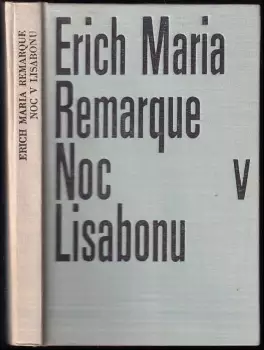 ERICH MARIA REMARQUE
NOC V LISABONU
Erich Maria
Remarque
Noc v
Lisabonu